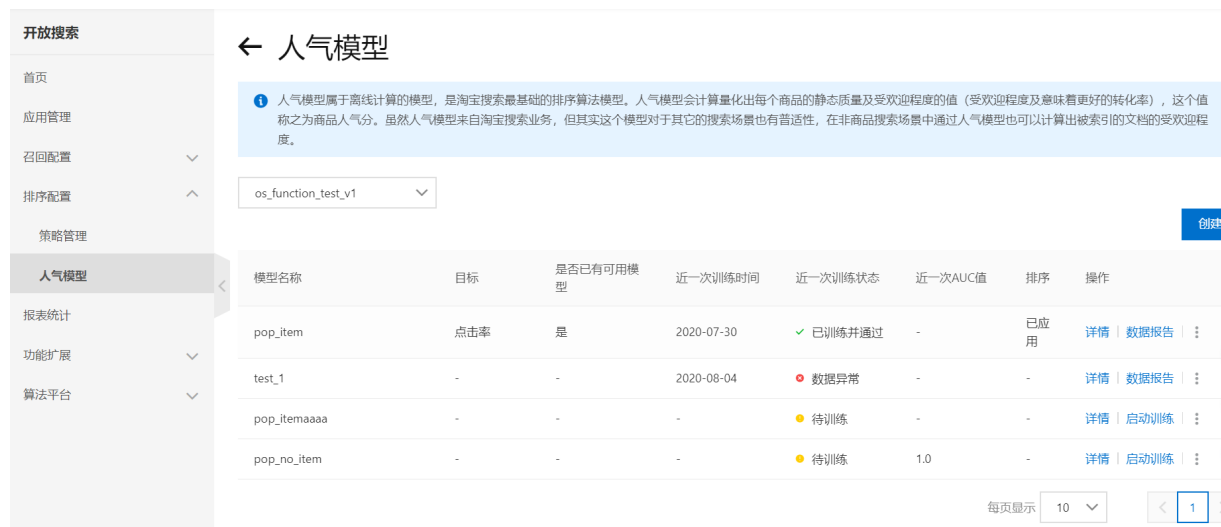 开放搜索
首页
应用管理
召回配置
排序配置
策略管理
人气模型
报表统计
功能扩展
算法平台
人气模型
人气模型属于离线计算的模型，是淘宝搜索最基础的排序算法模型。人气模型会计算量化出每个商品的静态质量及受欢迎程度的值（受欢迎程度及意味着更好的转化率），这个值
称之为商品人气分。虽然人气模型来自淘宝搜索业务，但其实这个模型对于其它的搜索场景也有普适性，在非商品搜索场景中通过人气模型也可以计算出被索引的文档的受欢迎程
度。
os_function_test_v1
创建
模型名称 目标 是否已有可用模型 近一次训练时间 近一次训练状态 近一次AUC值 排序 操作
pop_item 点击率 是 2020-07-30 已训练并通过 - 已应用 详情 数据报告
test_1 - - 2020-08-04 数据异常 - - 详情 数据报告
pop_itemaaaa - - - 待训练 - - 详情 启动训练
pop_no_item - - - 待训练 1.0 - 详情 启动训练
每页显示 10 1